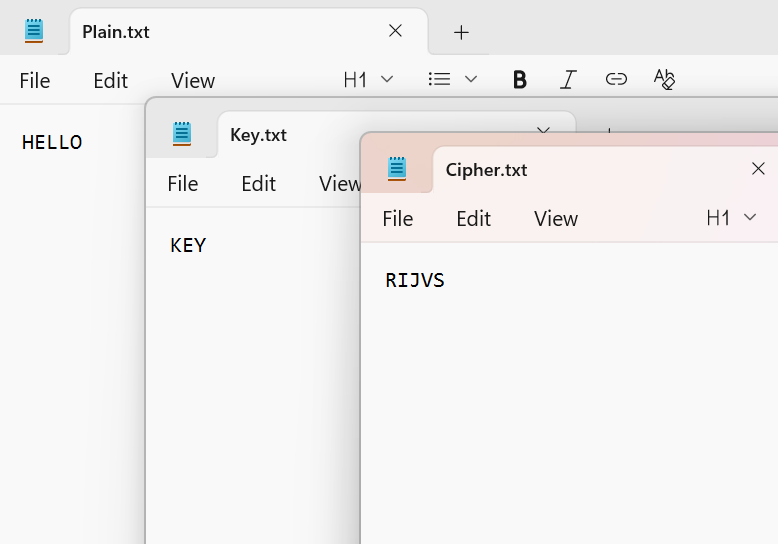 Plain.txt
File Edit View H1 B I A
HELLO
Key.txt
File Edit View
KEY
Cipher.txt
File Edit View H1
RIJVS